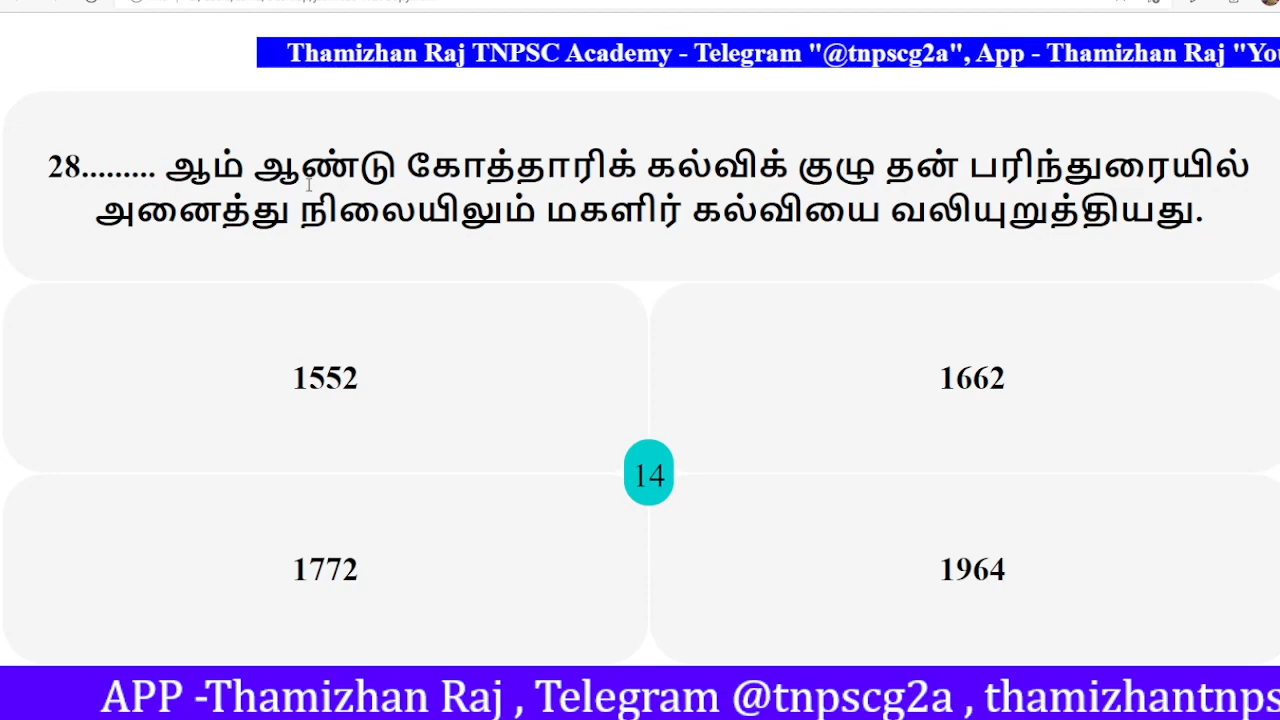 Thamizhan Raj TNPSC Academy - Telegram "@tnpscg2a", App - Thamizhan Raj "You
28......... ஆம் ஆண்டு கோத்தாரிக் கல்விக் குழு தன் பரிந்துரையில்
அனைத்து நிலையிலும் மகளிர் கல்வியை வலியுறுத்தியது.
1552
1662
14
1772
1964
APP -Thamizhan Raj , Telegram @tnpscg2a , thamizhantnps